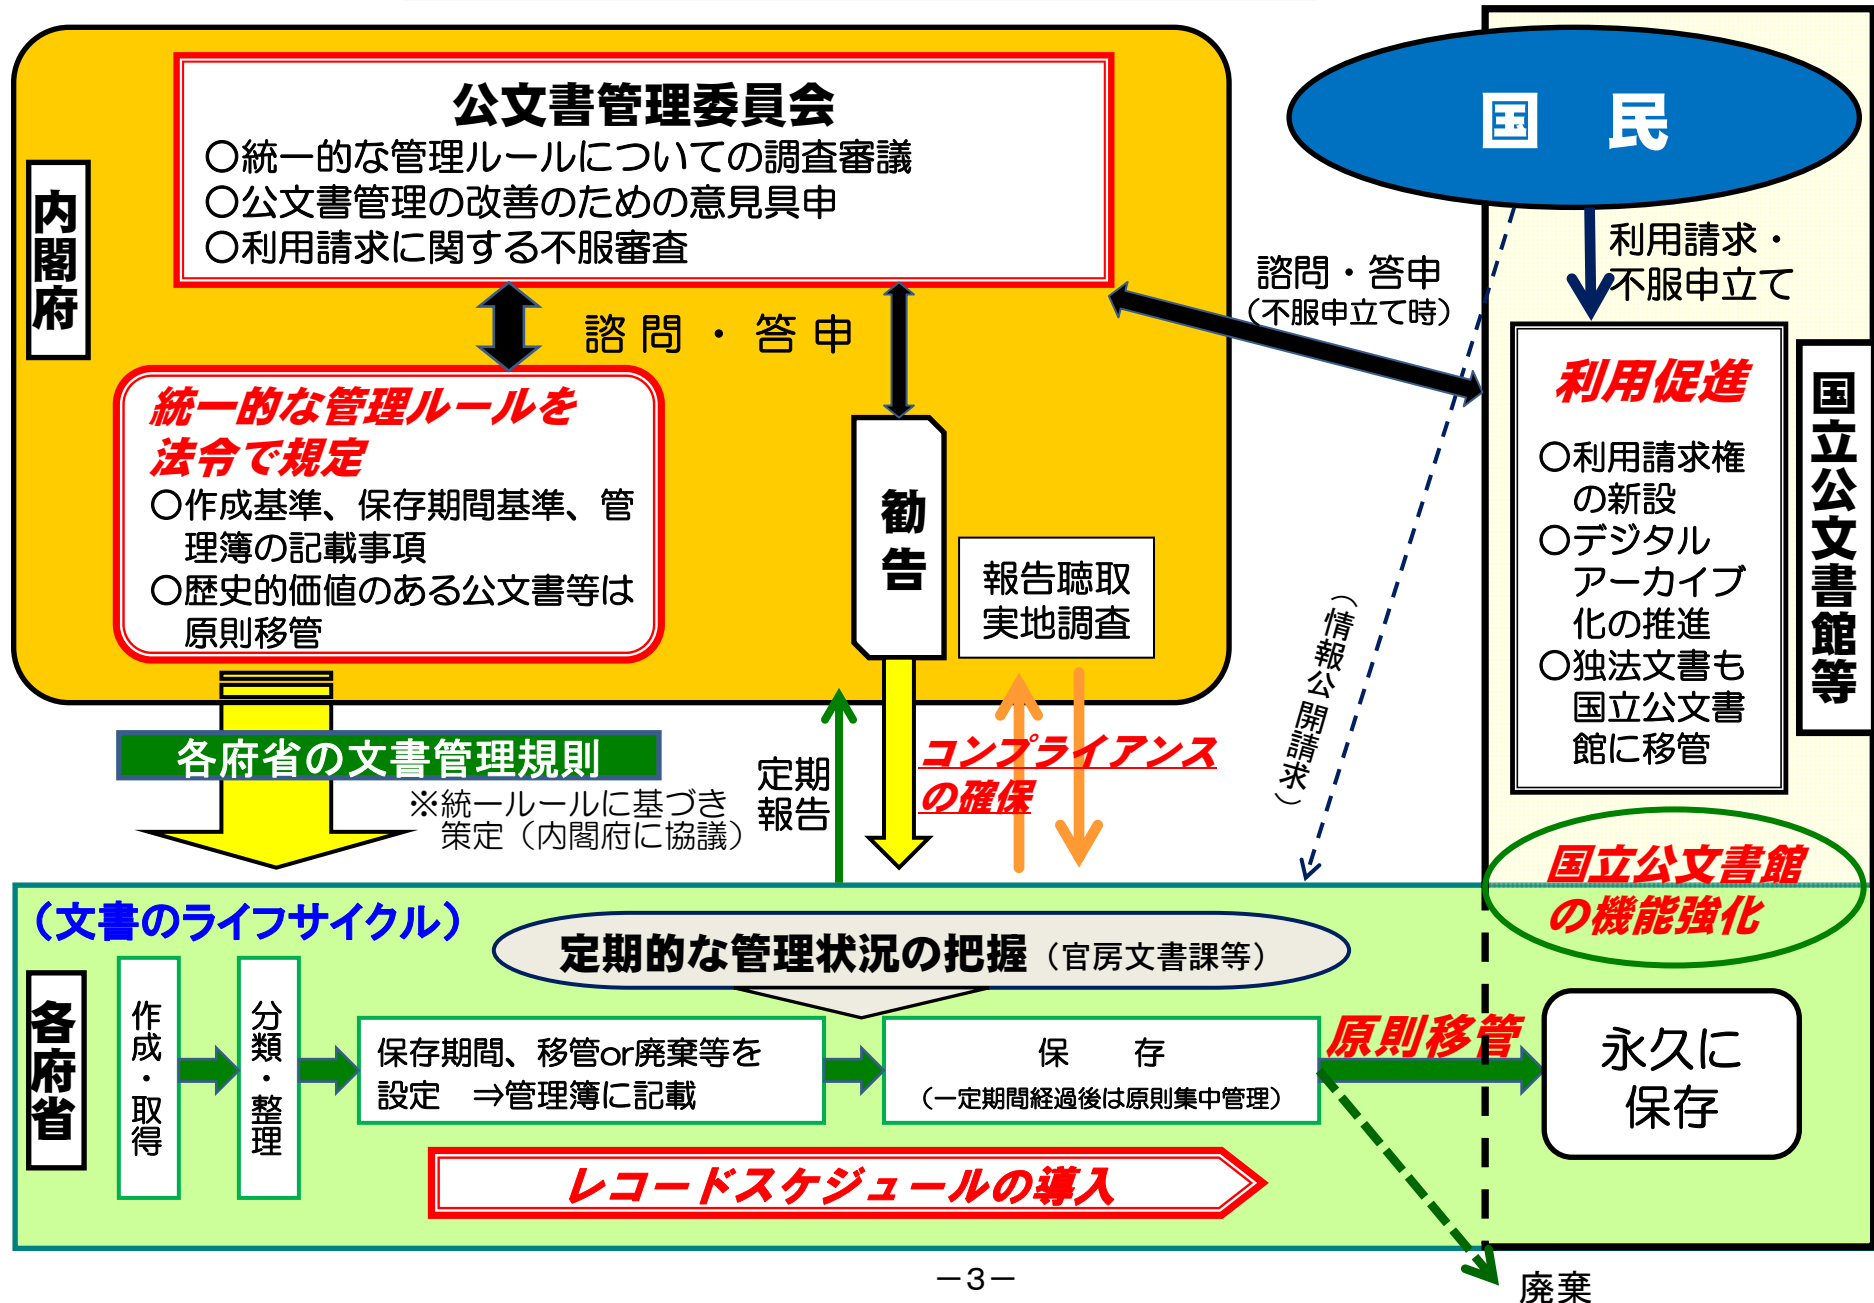 公文書管理委員会
○統一的な管理ルールについての調査審議
○公文書管理の改善のための意見具申
○利用請求に関する不服審査
内閣府
諮問・答申
統一的な管理ルールを
法令で規定
○作成基準、保存期間基準、管
理簿の記載事項
○歴史的価値のある公文書等は
原則移管
勧告
報告聴取
実地調査
国 民
利用請求・
不服申立て
諮問・答申
(不服申立て時)
利用促進
○利用請求権
の新設
○デジタル
アーカイブ
化の推進
○独法文書も
国立公文書
館に移管
国立公文書館等
(情報公開請求)
各府省の文書管理規則
※統一ルールに基づき
策定(内閣府に協議)
定期
報告
コンプライアンス
の確保
国立公文書館
の機能強化
(文書のライフサイクル)
定期的な管理状況の把握(官房文書課等)
各府省
作成・取得
分類・整理
保存期間、移管or廃棄等を
設定 ⇒管理簿に記載
保 存
(一定期間経過後は原則集中管理)
原則移管
永久に
保存
レコードスケジュールの導入
廃棄
-3-